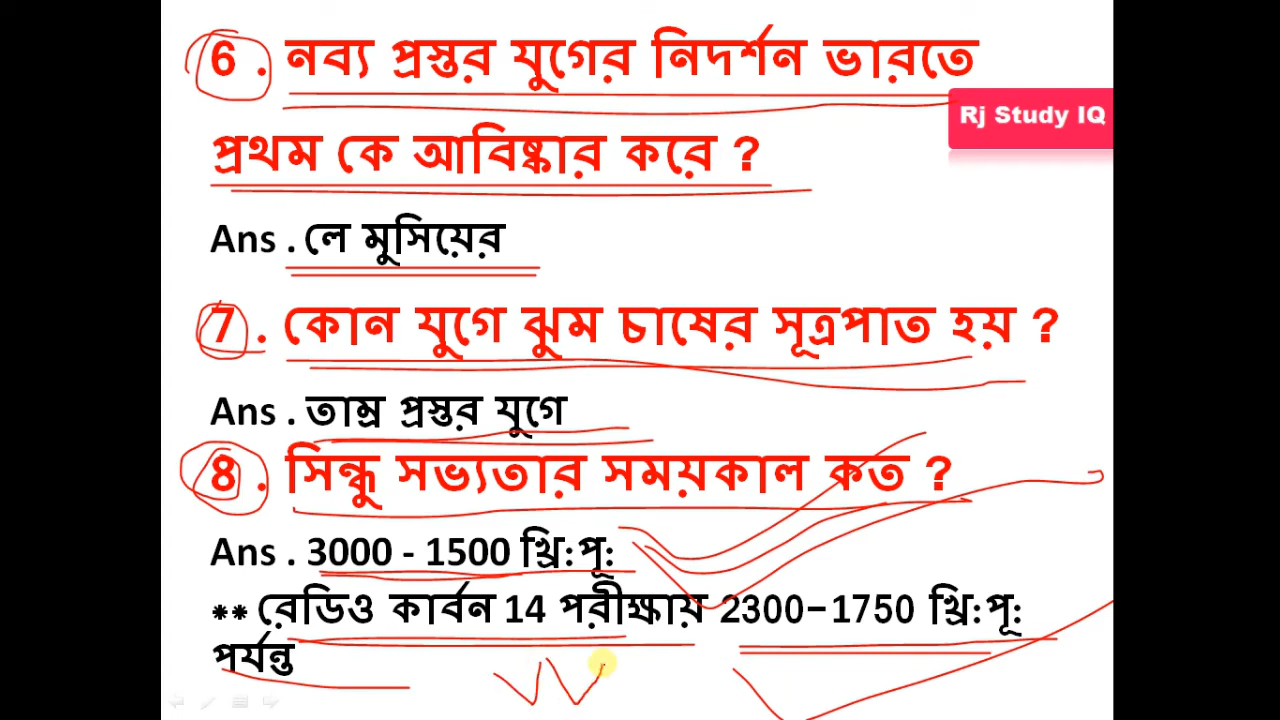 6 . নব্য প্রস্তর যুগের নিদর্শন ভারতে
Rj Study IQ
প্রথম কে আবিষ্কার করে ?
Ans . লে মুসিয়ের
7 . কোন যুগে ঝুম চাষের সূত্রপাত হয় ?
Ans . তাম্র প্রস্তর যুগে
8 . সিন্ধু সভ্যতার সময়কাল কত ?
Ans . 3000 - 1500 খ্রি:পূ:
** রেডিও কার্বন 14 পরীক্ষায় 2300–1750 খ্রি:পূ:
পর্যন্ত